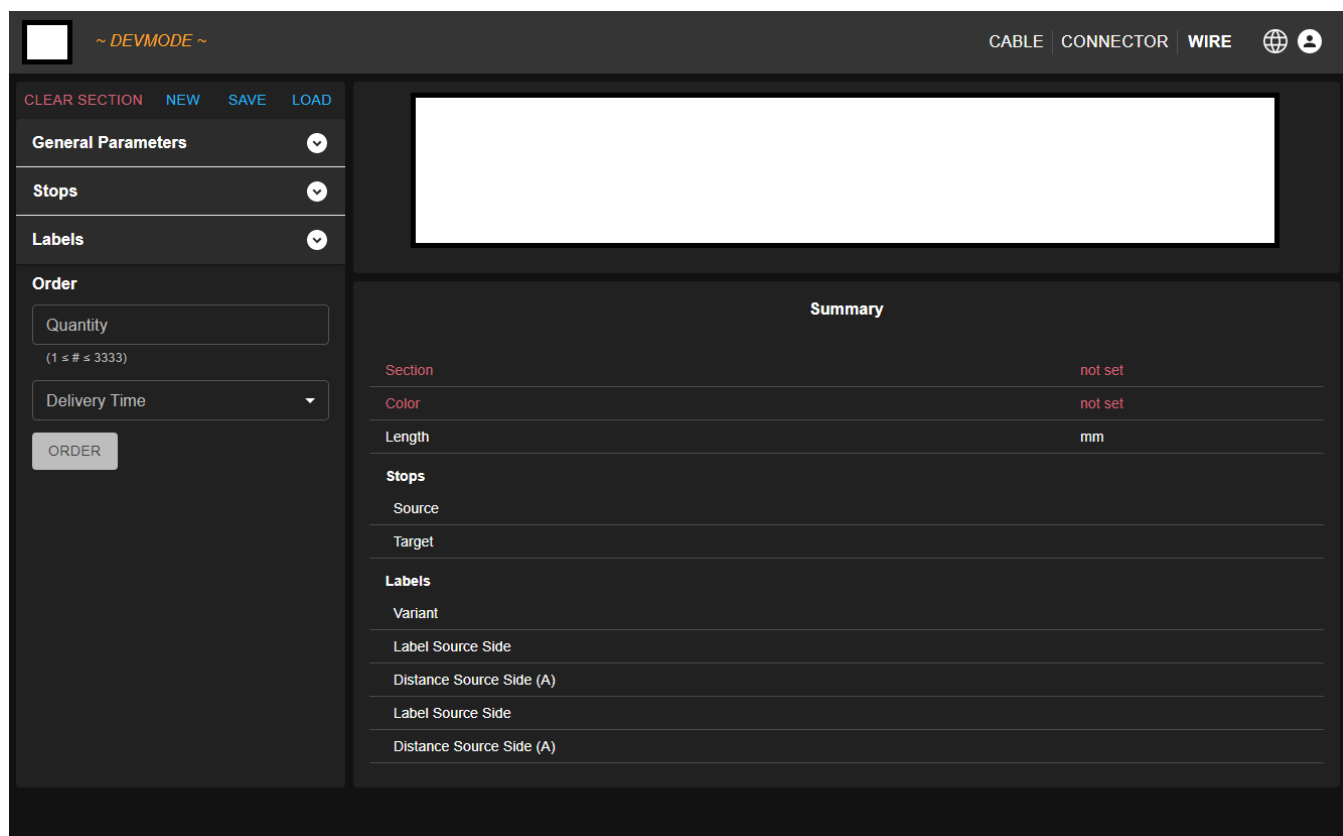 ~ DEVMODE ~
CABLE CONNECTOR WIRE
CLEAR SECTION NEW SAVE LOAD
General Parameters
Stops
Labels
Order
Quantity
(1 ≤ # ≤ 3333)
Delivery Time
ORDER
Summary
Section not set
Color not set
Length mm
Stops
Source
Target
Labels
Variant
Label Source Side
Distance Source Side (A)
Label Source Side
Distance Source Side (A)